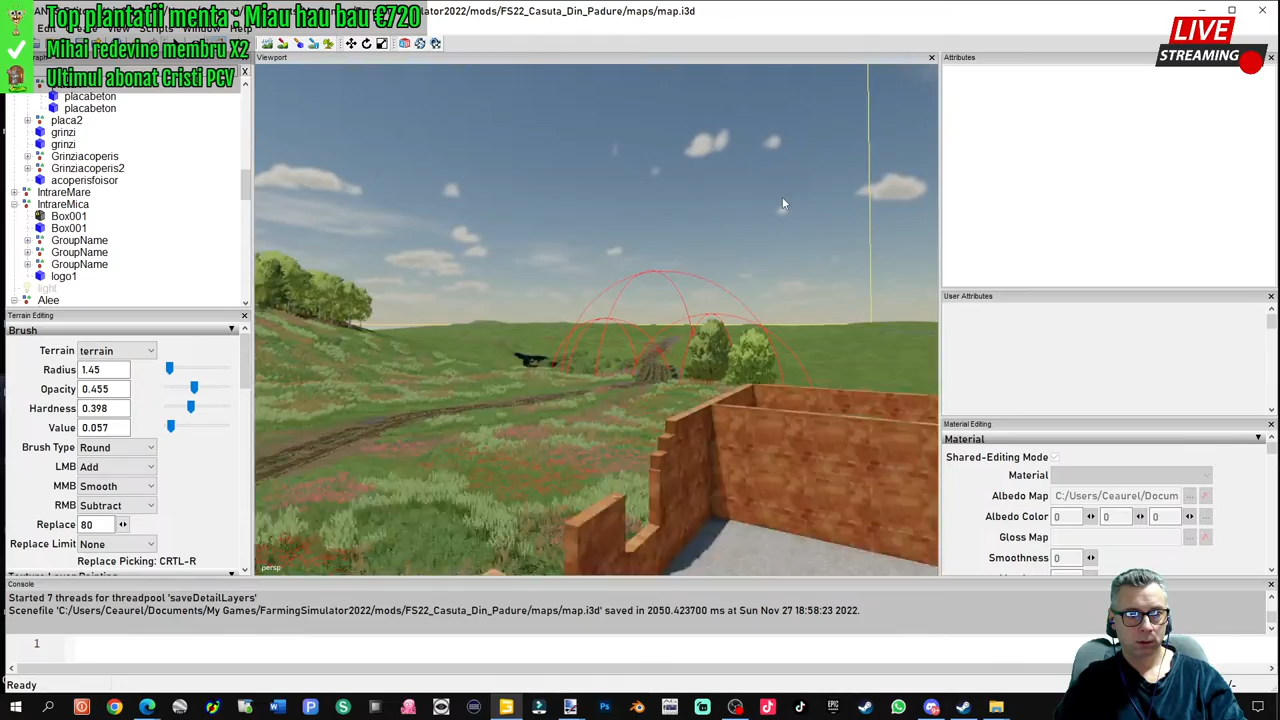 Top plantatii menta : Miau hau bau €720
ulator2022/mods/FS22_Casuta_Din_Padure/maps/map.i3d
Mihai redevine membru X2
Ultimul abonat Cristi PCV
LIVE
STREAMING
Viewport
Attributes
placabeton
placabeton
placa2
grinzi
grinzi
Grinziacoperis
Grinziacoperis2
acoperisfoisor
IntrareMare
IntrareMica
Box001
Box001
GroupName
GroupName
GroupName
logo1
light
Alee
Terrain Editing
Brush
Terrain terrain
Radius 1.45
Opacity 0.455
Hardness 0.398
Value 0.057
Brush Type Round
LMB Add
MMB Smooth
RMB Subtract
Replace 80
Replace Limit None
Replace Picking: CRTL-R
persp
User Attributes
Material Editing
Material
Shared-Editing Mode
Material
Albedo Map C:/Users/Ceaurel/Docum
Albedo Color 0 0 0
Gloss Map
Smoothness 0
Console
Started 7 threads for threadpool 'saveDetailLayers'
Scenefile 'C:/Users/Ceaurel/Documents/My Games/FarmingSimulator2022/mods/FS22_Casuta_Din_Padure/maps/map.i3d' saved in 2050.423700 ms at Sun Nov 27 18:58:23 2022.
1
Ready